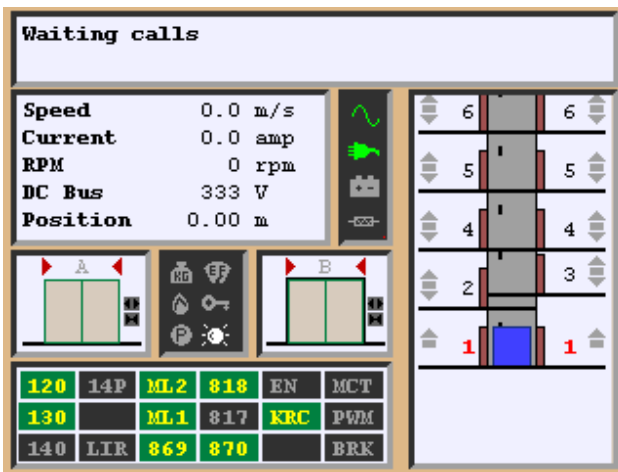 Waiting calls
Speed 0.0 m/s
Current 0.0 amp
RPM 0 rpm
DC Bus 333 V
Position 0.00 m
6 6
5 5
4 4
3
2
1 1
A B
KG
P
120 14P ML2 818 EN MCT
130 ML1 817 KRC PWM
140 LIR 869 870 BRK